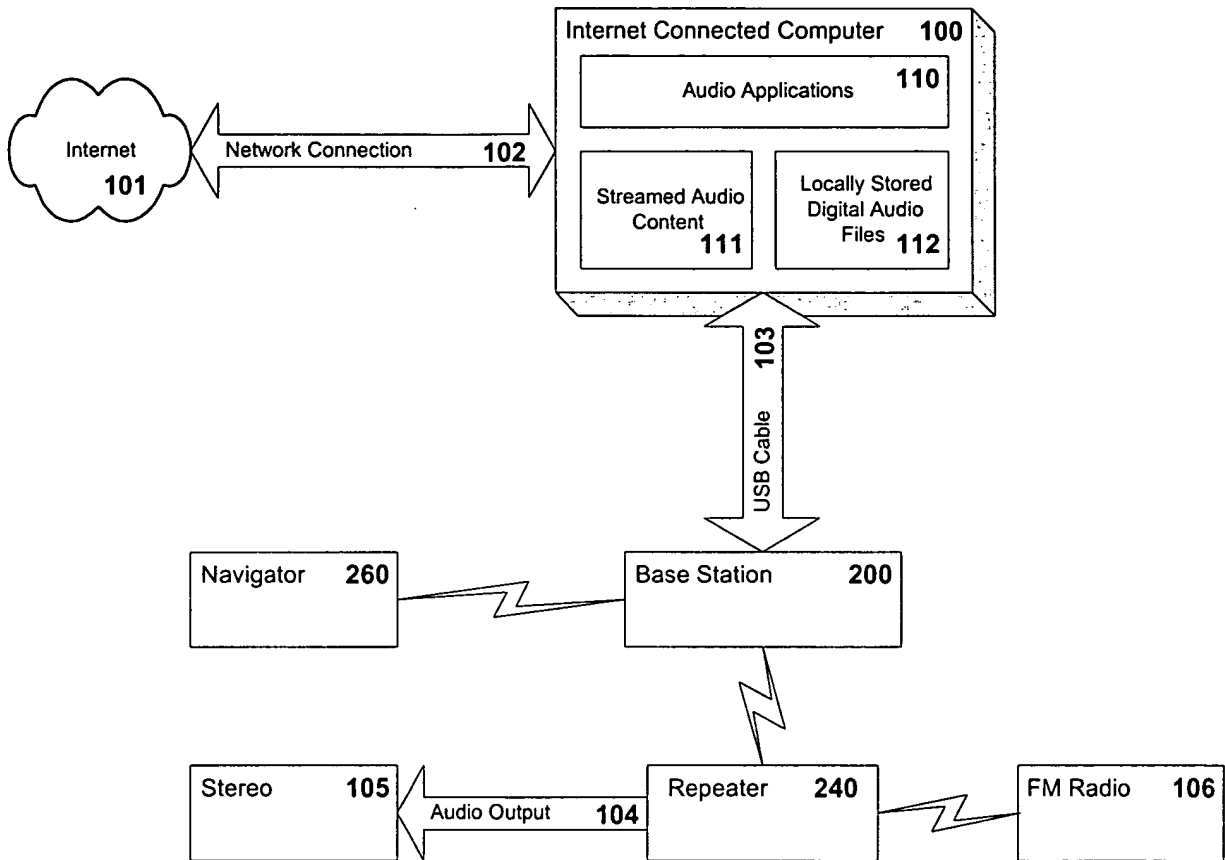 Internet Connected Computer 100
Audio Applications 110
Internet 101
Network Connection 102
Streamed Audio
Content 111
Locally Stored
Digital Audio
Files 112
USB Cable 103
Navigator 260
Base Station 200
Stereo 105
Audio Output 104
Repeater 240
FM Radio 106